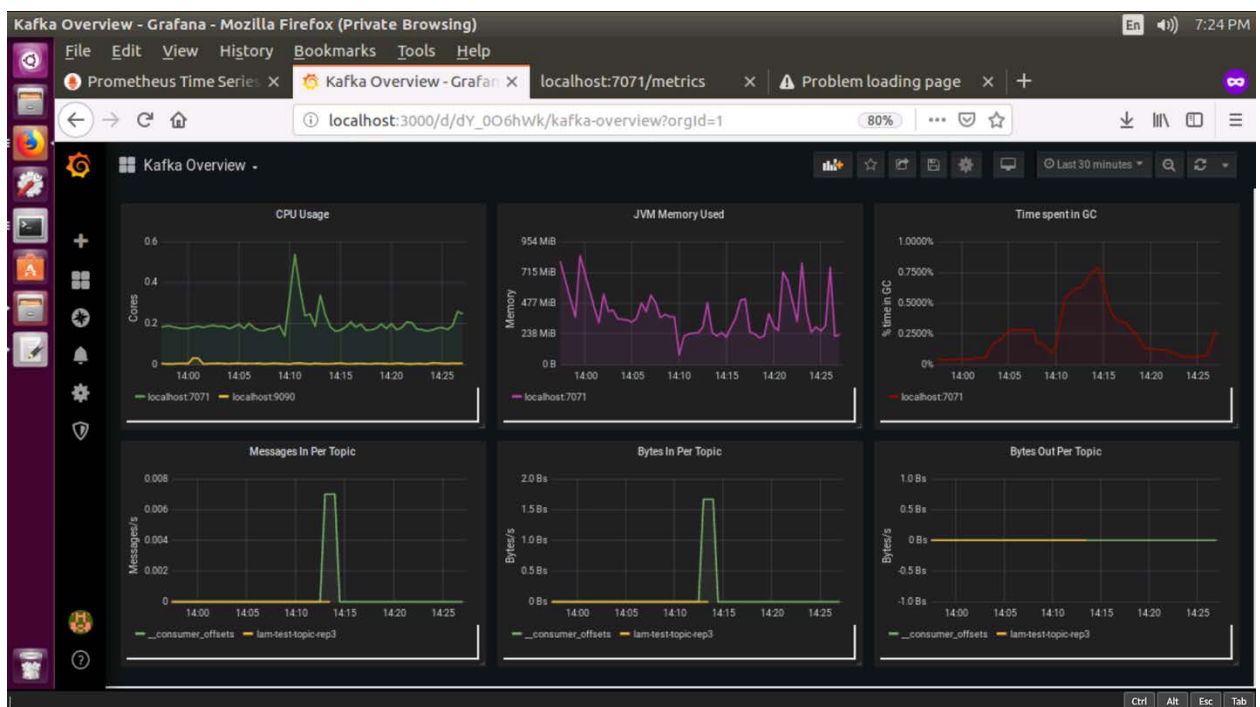 Kafka Overview - Grafana - Mozilla Firefox (Private Browsing) En 7:24 PM
File Edit View History Bookmarks Tools Help
Prometheus Time Series Kafka Overview - Grafan localhost:7071/metrics Problem loading page
localhost:3000/d/dY_0O6hWk/kafka-overview?orgId=1 80%
Kafka Overview Last 30 minutes
CPU Usage
0.6
0.4
0.2
0
Cores
14:00 14:05 14:10 14:15 14:20 14:25
localhost:7071 localhost:9090
JVM Memory Used
954 MiB
715 MiB
477 MiB
238 MiB
0 B
Memory
14:00 14:05 14:10 14:15 14:20 14:25
localhost:7071
Time spent in GC
1.0000%
0.7500%
0.5000%
0.2500%
0%
% time in GC
14:00 14:05 14:10 14:15 14:20 14:25
localhost:7071
Messages In Per Topic
0.008
0.006
0.004
0.002
0
Messages/s
14:00 14:05 14:10 14:15 14:20 14:25
__consumer_offsets lam-test-topic-rep3
Bytes In Per Topic
2.0 Bs
1.5 Bs
1.0 Bs
0.5 Bs
0 Bs
Bytes/s
14:00 14:05 14:10 14:15 14:20 14:25
__consumer_offsets lam-test-topic-rep3
Bytes Out Per Topic
1.0 Bs
0.5 Bs
0 Bs
-0.5 Bs
-1.0 Bs
Bytes/s
14:00 14:05 14:10 14:15 14:20 14:25
__consumer_offsets lam-test-topic-rep3
Ctrl Alt Esc Tab